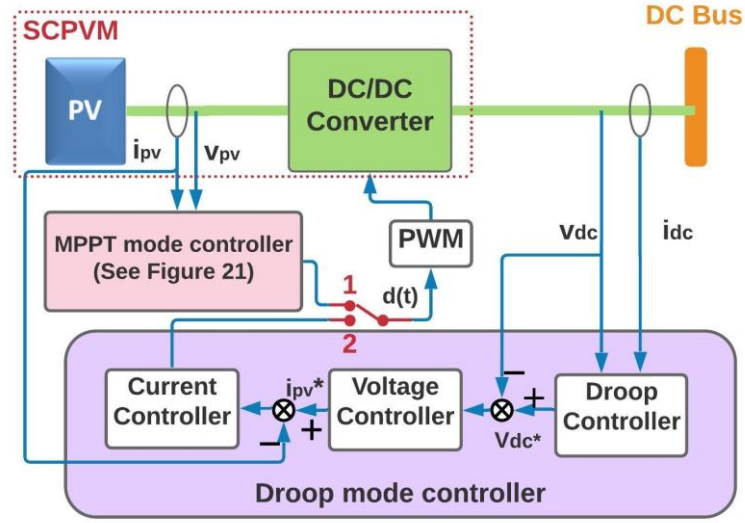 SCPVM
DC Bus
PV
DC/DC
Converter
ipv
vpv
MPPT mode controller
(See Figure 21)
PWM
vdc
idc
1
d(t)
2
Current
Controller
ipv*
Voltage
Controller
Droop
Controller
−
+
−
+
Vdc*
Droop mode controller